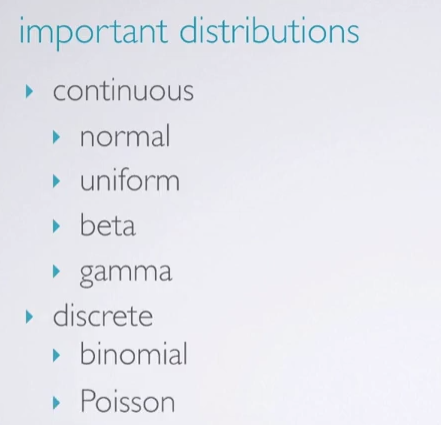 important distributions
continuous
normal
uniform
beta
gamma
discrete
binomial
Poisson